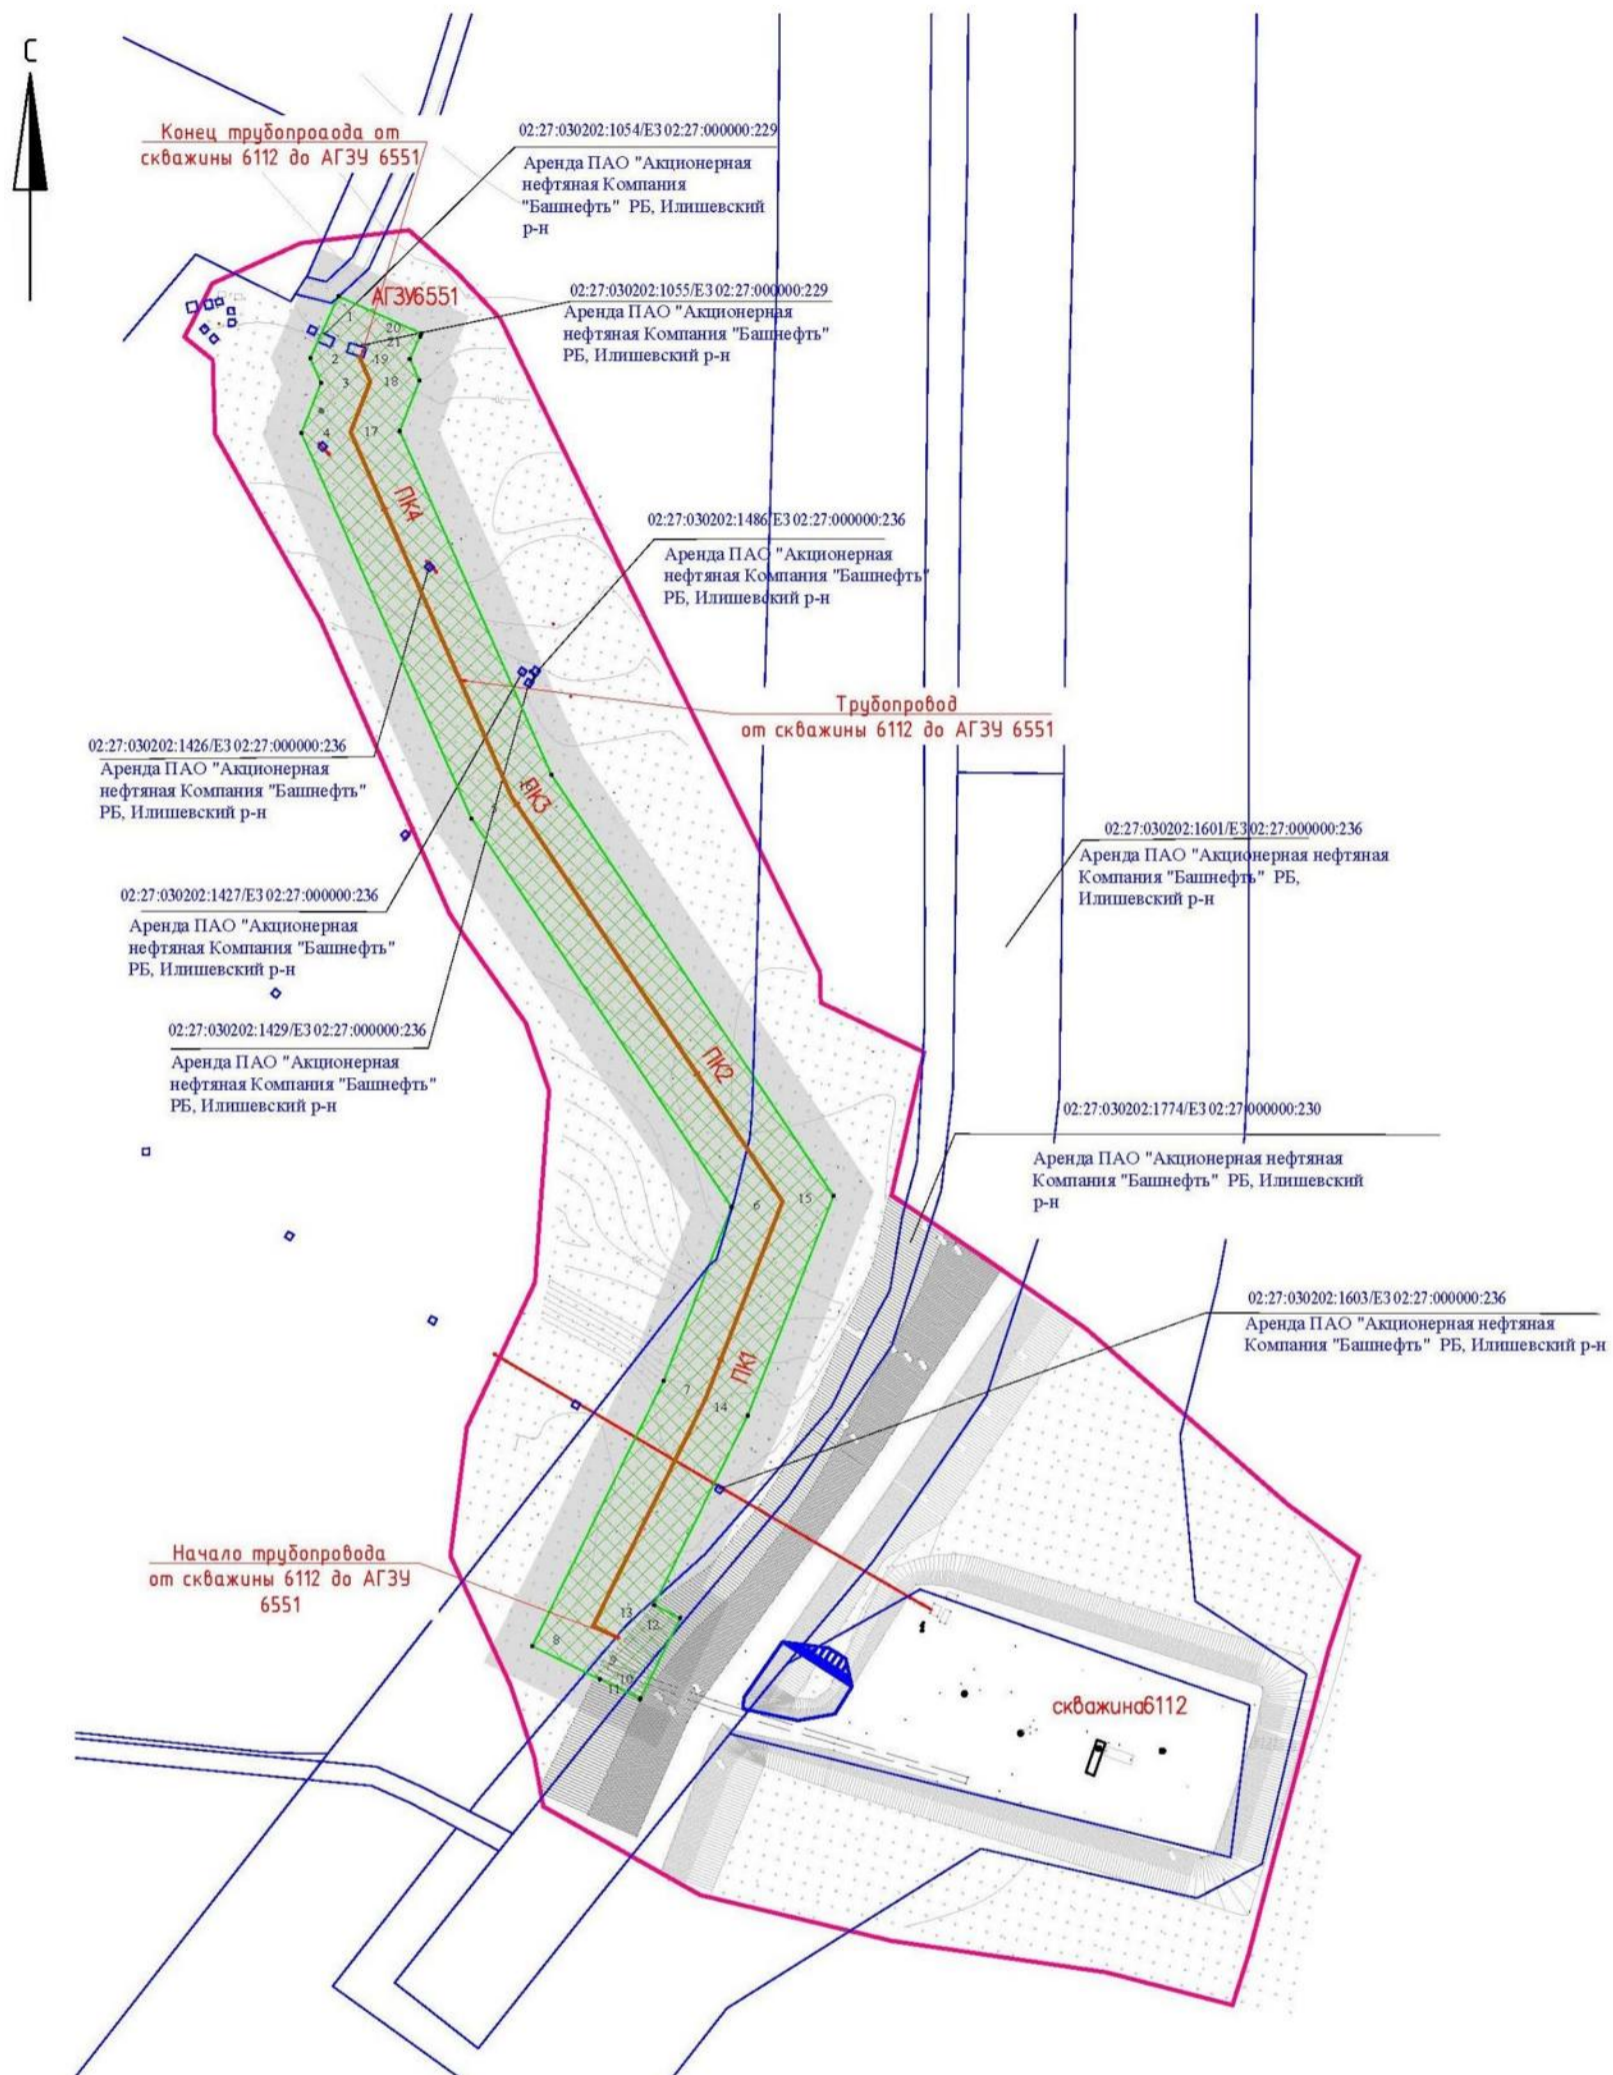 С
Конец трубопроаода от
скважины 6112 до АГЗУ 6551
02:27:030202:1054/ЕЗ 02:27:000000:229
Аренда ПАО "Акционерная
нефтяная Компания
"Башнефть" РБ, Илишевский
р-н
АГЗУ6551
02:27:030202:1055/ЕЗ 02:27:000000:229
Аренда ПАО "Акционерная
нефтяная Компания "Башнефть"
РБ, Илишевский р-н
1
20
21
2
19
3
18
4
17
ПК4
02:27:030202:1486/ЕЗ 02:27:000000:236
Аренда ПАО "Акционерная
нефтяная Компания "Башнефть"
РБ, Илишевский р-н
Трубопровод
от скважины 6112 до АГЗУ 6551
02:27:030202:1426/ЕЗ 02:27:000000:236
Аренда ПАО "Акционерная
нефтяная Компания "Башнефть"
РБ, Илишевский р-н
16
ПК3
5
02:27:030202:1601/ЕЗ 02:27:000000:236
Аренда ПАО "Акционерная нефтяная
Компания "Башнефть" РБ,
Илишевский р-н
02:27:030202:1427/ЕЗ 02:27:000000:236
Аренда ПАО "Акционерная
нефтяная Компания "Башнефть"
РБ, Илишевский р-н
02:27:030202:1429/ЕЗ 02:27:000000:236
Аренда ПАО "Акционерная
нефтяная Компания "Башнефть"
РБ, Илишевский р-н
ПК2
02:27:030202:1774/ЕЗ 02:27:000000:230
Аренда ПАО "Акционерная нефтяная
Компания "Башнефть" РБ, Илишевский
р-н
6
15
02:27:030202:1603/ЕЗ 02:27:000000:236
Аренда ПАО "Акционерная нефтяная
Компания "Башнефть" РБ, Илишевский р-н
ПК1
7
14
Начало трубопровода
от скважины 6112 до АГЗУ
6551
13
12
8
9
10
11
1
скважина6112